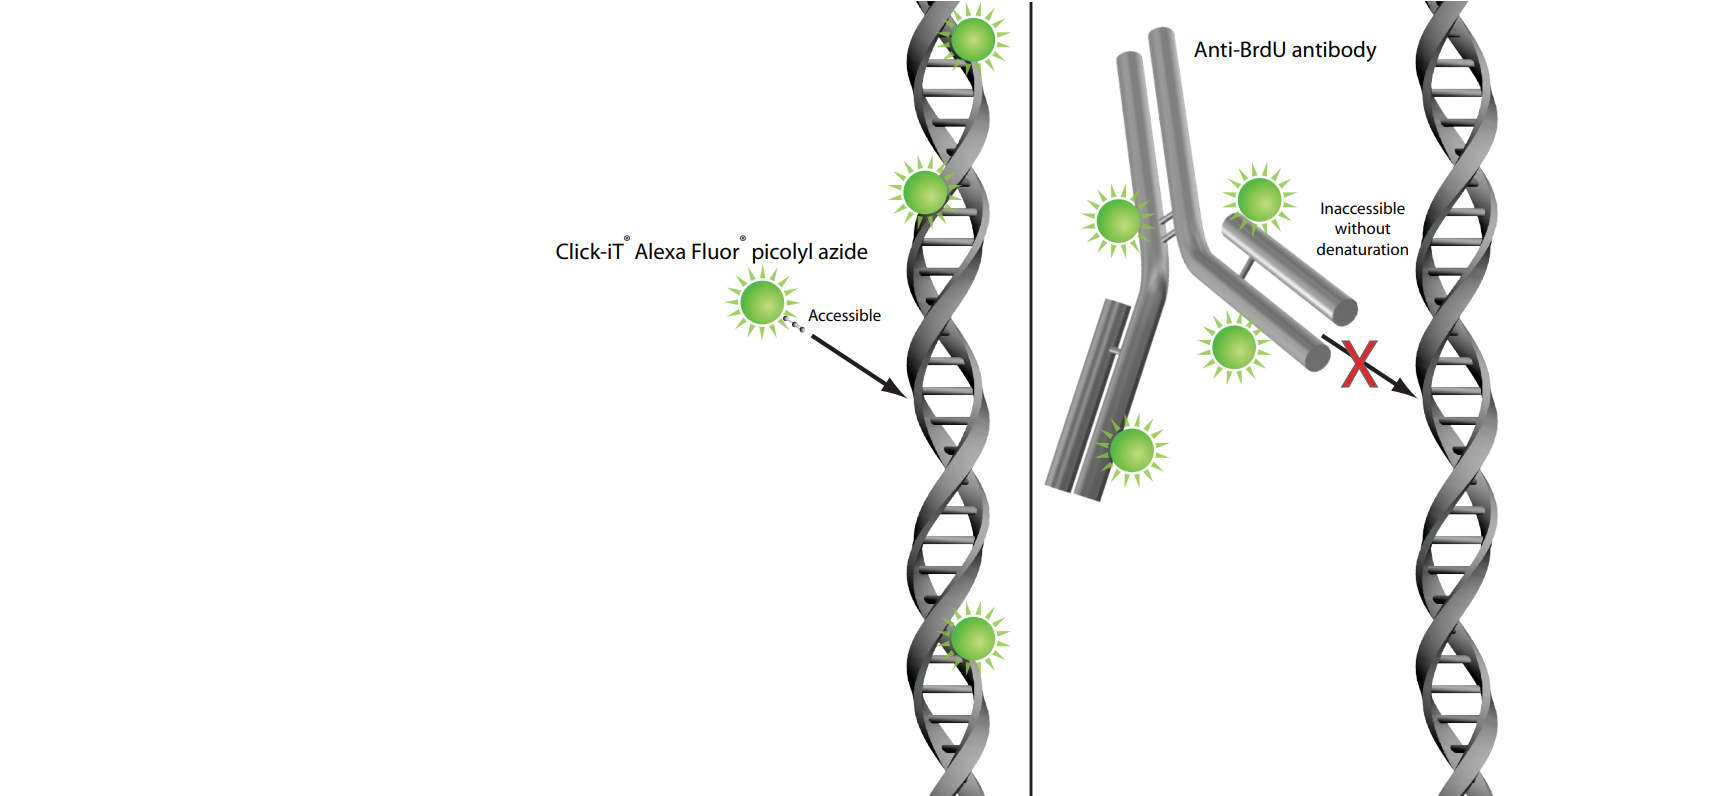 Click-iT® Alexa Fluor® picolyl azide
Accessible
Anti-BrdU antibody
Inaccessible
without
denaturation
X